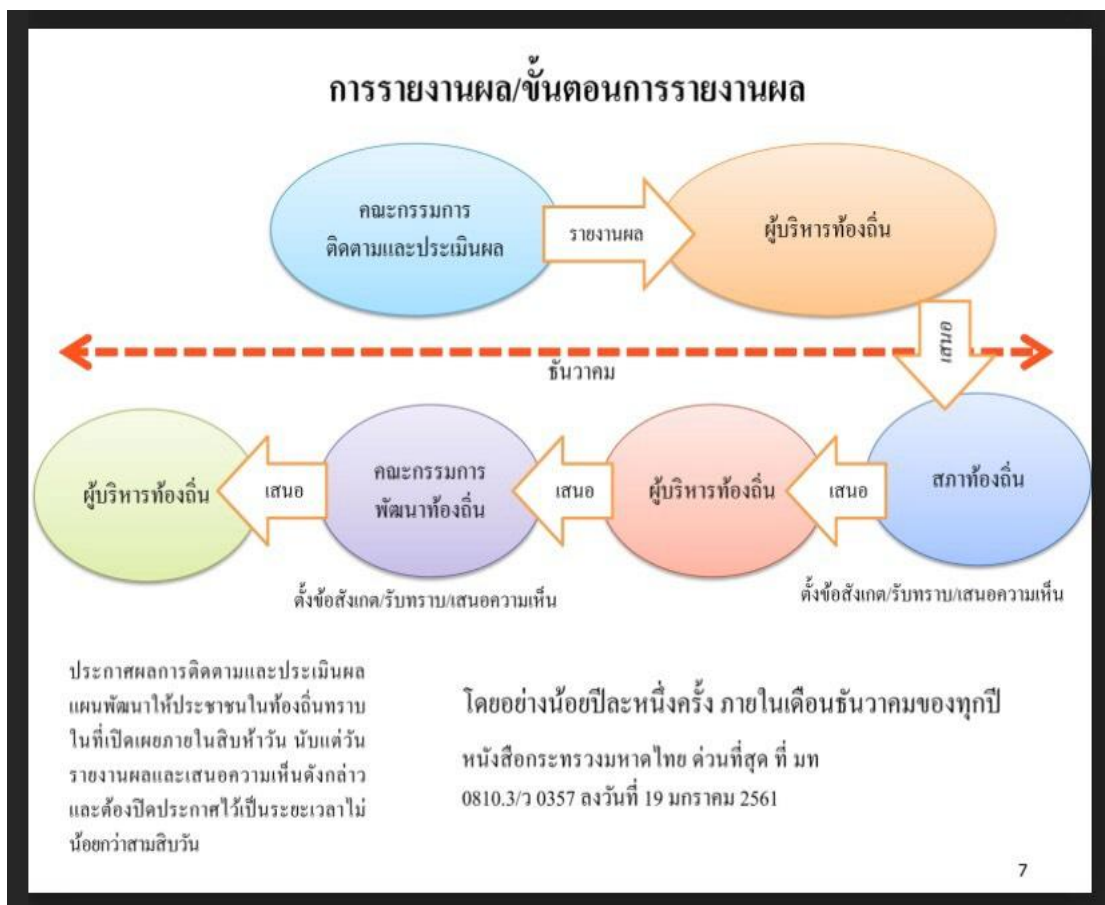 การรายงานผล/ขั้นตอนการรายงานผล
คณะกรรมการ
ติดตามและประเมินผล
รายงานผล
ผู้บริหารท้องถิ่น
เสนอ
ธันวาคม
ผู้บริหารท้องถิ่น
เสนอ
คณะกรรมการ
พัฒนาท้องถิ่น
เสนอ
ผู้บริหารท้องถิ่น
เสนอ
สภาท้องถิ่น
ตั้งข้อสังเกต/รับทราบ/เสนอความเห็น
ตั้งข้อสังเกต/รับทราบ/เสนอความเห็น
ประกาศผลการติดตามและประเมินผล
แผนพัฒนาให้ประชาชนในท้องถิ่นทราบ
ในที่เปิดเผยภายในสิบห้าวัน นับแต่วัน
รายงานผลและเสนอความเห็นดังกล่าว
และต้องปิดประกาศไว้เป็นระยะเวลาไม่
น้อยกว่าสามสิบวัน
โดยอย่างน้อยปีละหนึ่งครั้ง ภายในเดือนธันวาคมของทุกปี
หนังสือกระทรวงมหาดไทย ด่วนที่สุด ที่ มท
0810.3/ว 0357 ลงวันที่ 19 มกราคม 2561
7